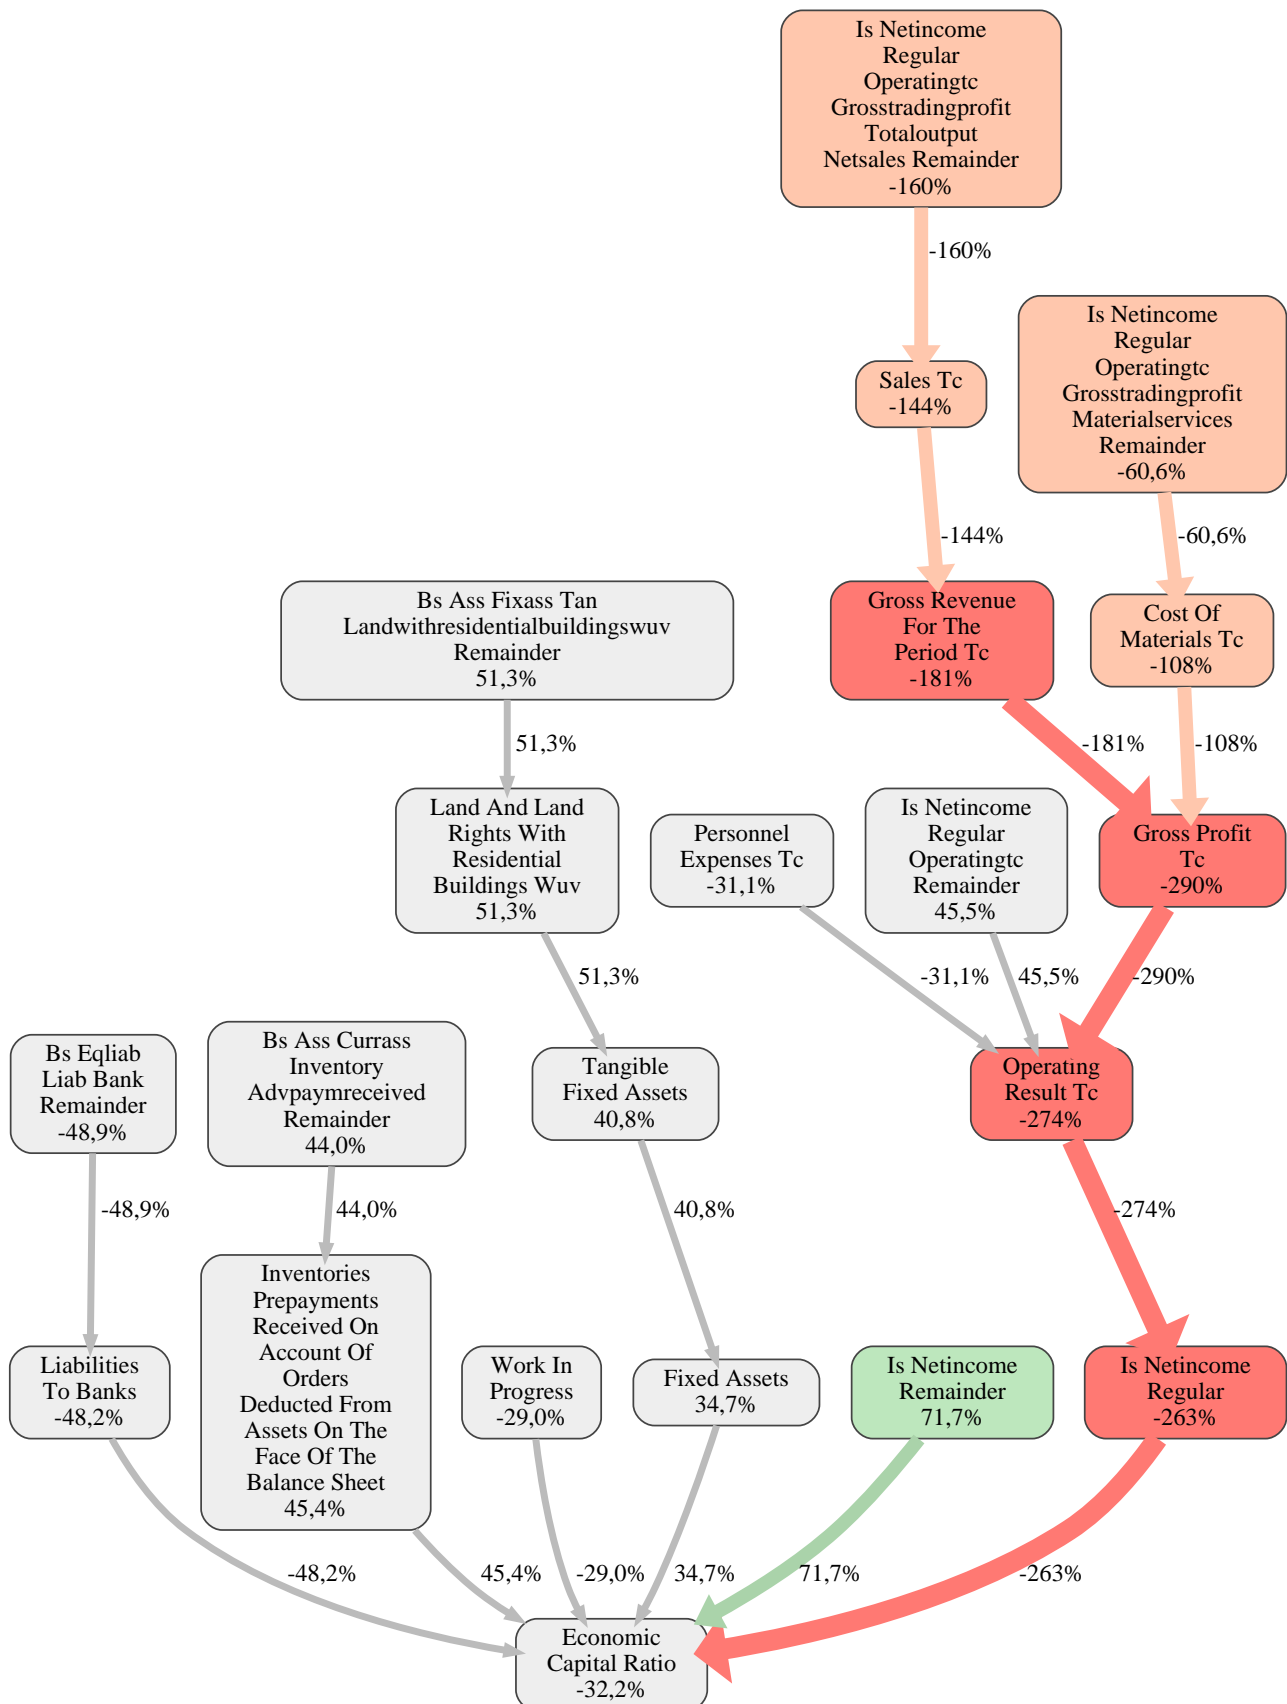 Is Netincome
Regular
Operatingtc
Grosstradingprofit
Totaloutput
Netsales Remainder
-160%
-160%
Is Netincome
Regular
Operatingtc
Grosstradingprofit
Materialservices
Remainder
-60,6%
Sales Tc
-144%
-144%
-60,6%
Bs Ass Fixass Tan
Landwithresidentialbuildingswuv
Remainder
51,3%
Gross Revenue
For The
Period Tc
-181%
Cost Of
Materials Tc
-108%
51,3%
-181%
-108%
Land And Land
Rights With
Residential
Buildings Wuv
51,3%
Personnel
Expenses Tc
-31,1%
Is Netincome
Regular
Operatingtc
Remainder
45,5%
Gross Profit
Tc
-290%
51,3%
-31,1%
45,5%
-290%
Bs Eqliab
Liab Bank
Remainder
-48,9%
Bs Ass Currass
Inventory
Advpaymreceived
Remainder
44,0%
Tangible
Fixed Assets
40,8%
Operating
Result Tc
-274%
-48,9%
44,0%
40,8%
-274%
Liabilities
To Banks
-48,2%
Inventories
Prepayments
Received On
Account Of
Orders
Deducted From
Assets On The
Face Of The
Balance Sheet
45,4%
Work In
Progress
-29,0%
Fixed Assets
34,7%
Is Netincome
Remainder
71,7%
Is Netincome
Regular
-263%
-48,2%
45,4%
-29,0%
34,7%
71,7%
-263%
Economic
Capital Ratio
-32,2%